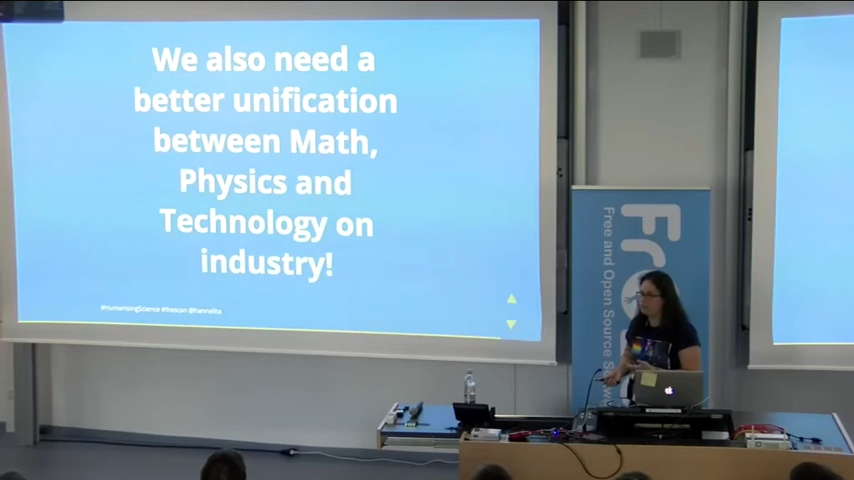 We also need a
better unification
between Math,
Physics and
Technology on
industry!
#HumanisingScience #froscon @hannelita
Fro
Free and Open Source Softw